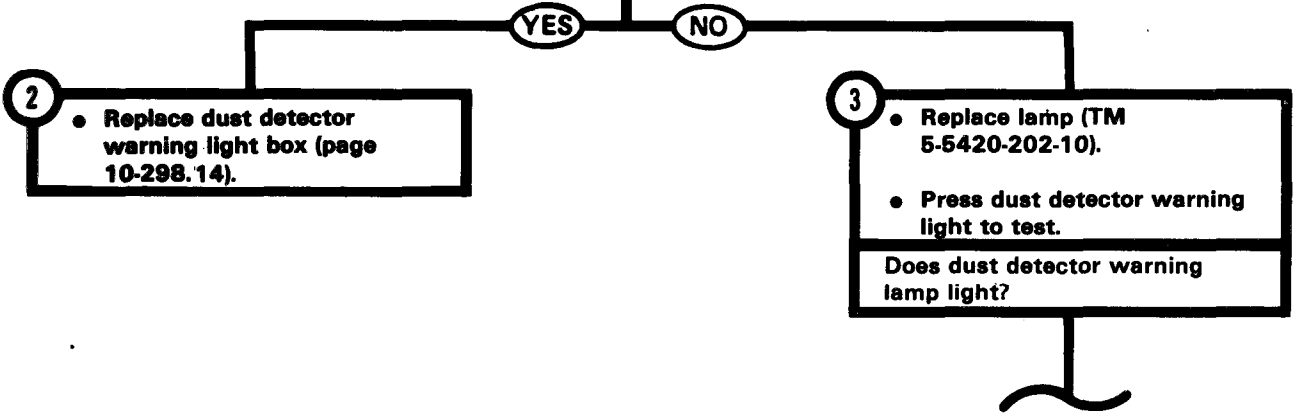 YES NO
2
● Replace dust detector
warning light box (page
10-298.14).
3
● Replace lamp (TM
5-5420-202-10).
● Press dust detector warning
light to test.
Does dust detector warning
lamp light?